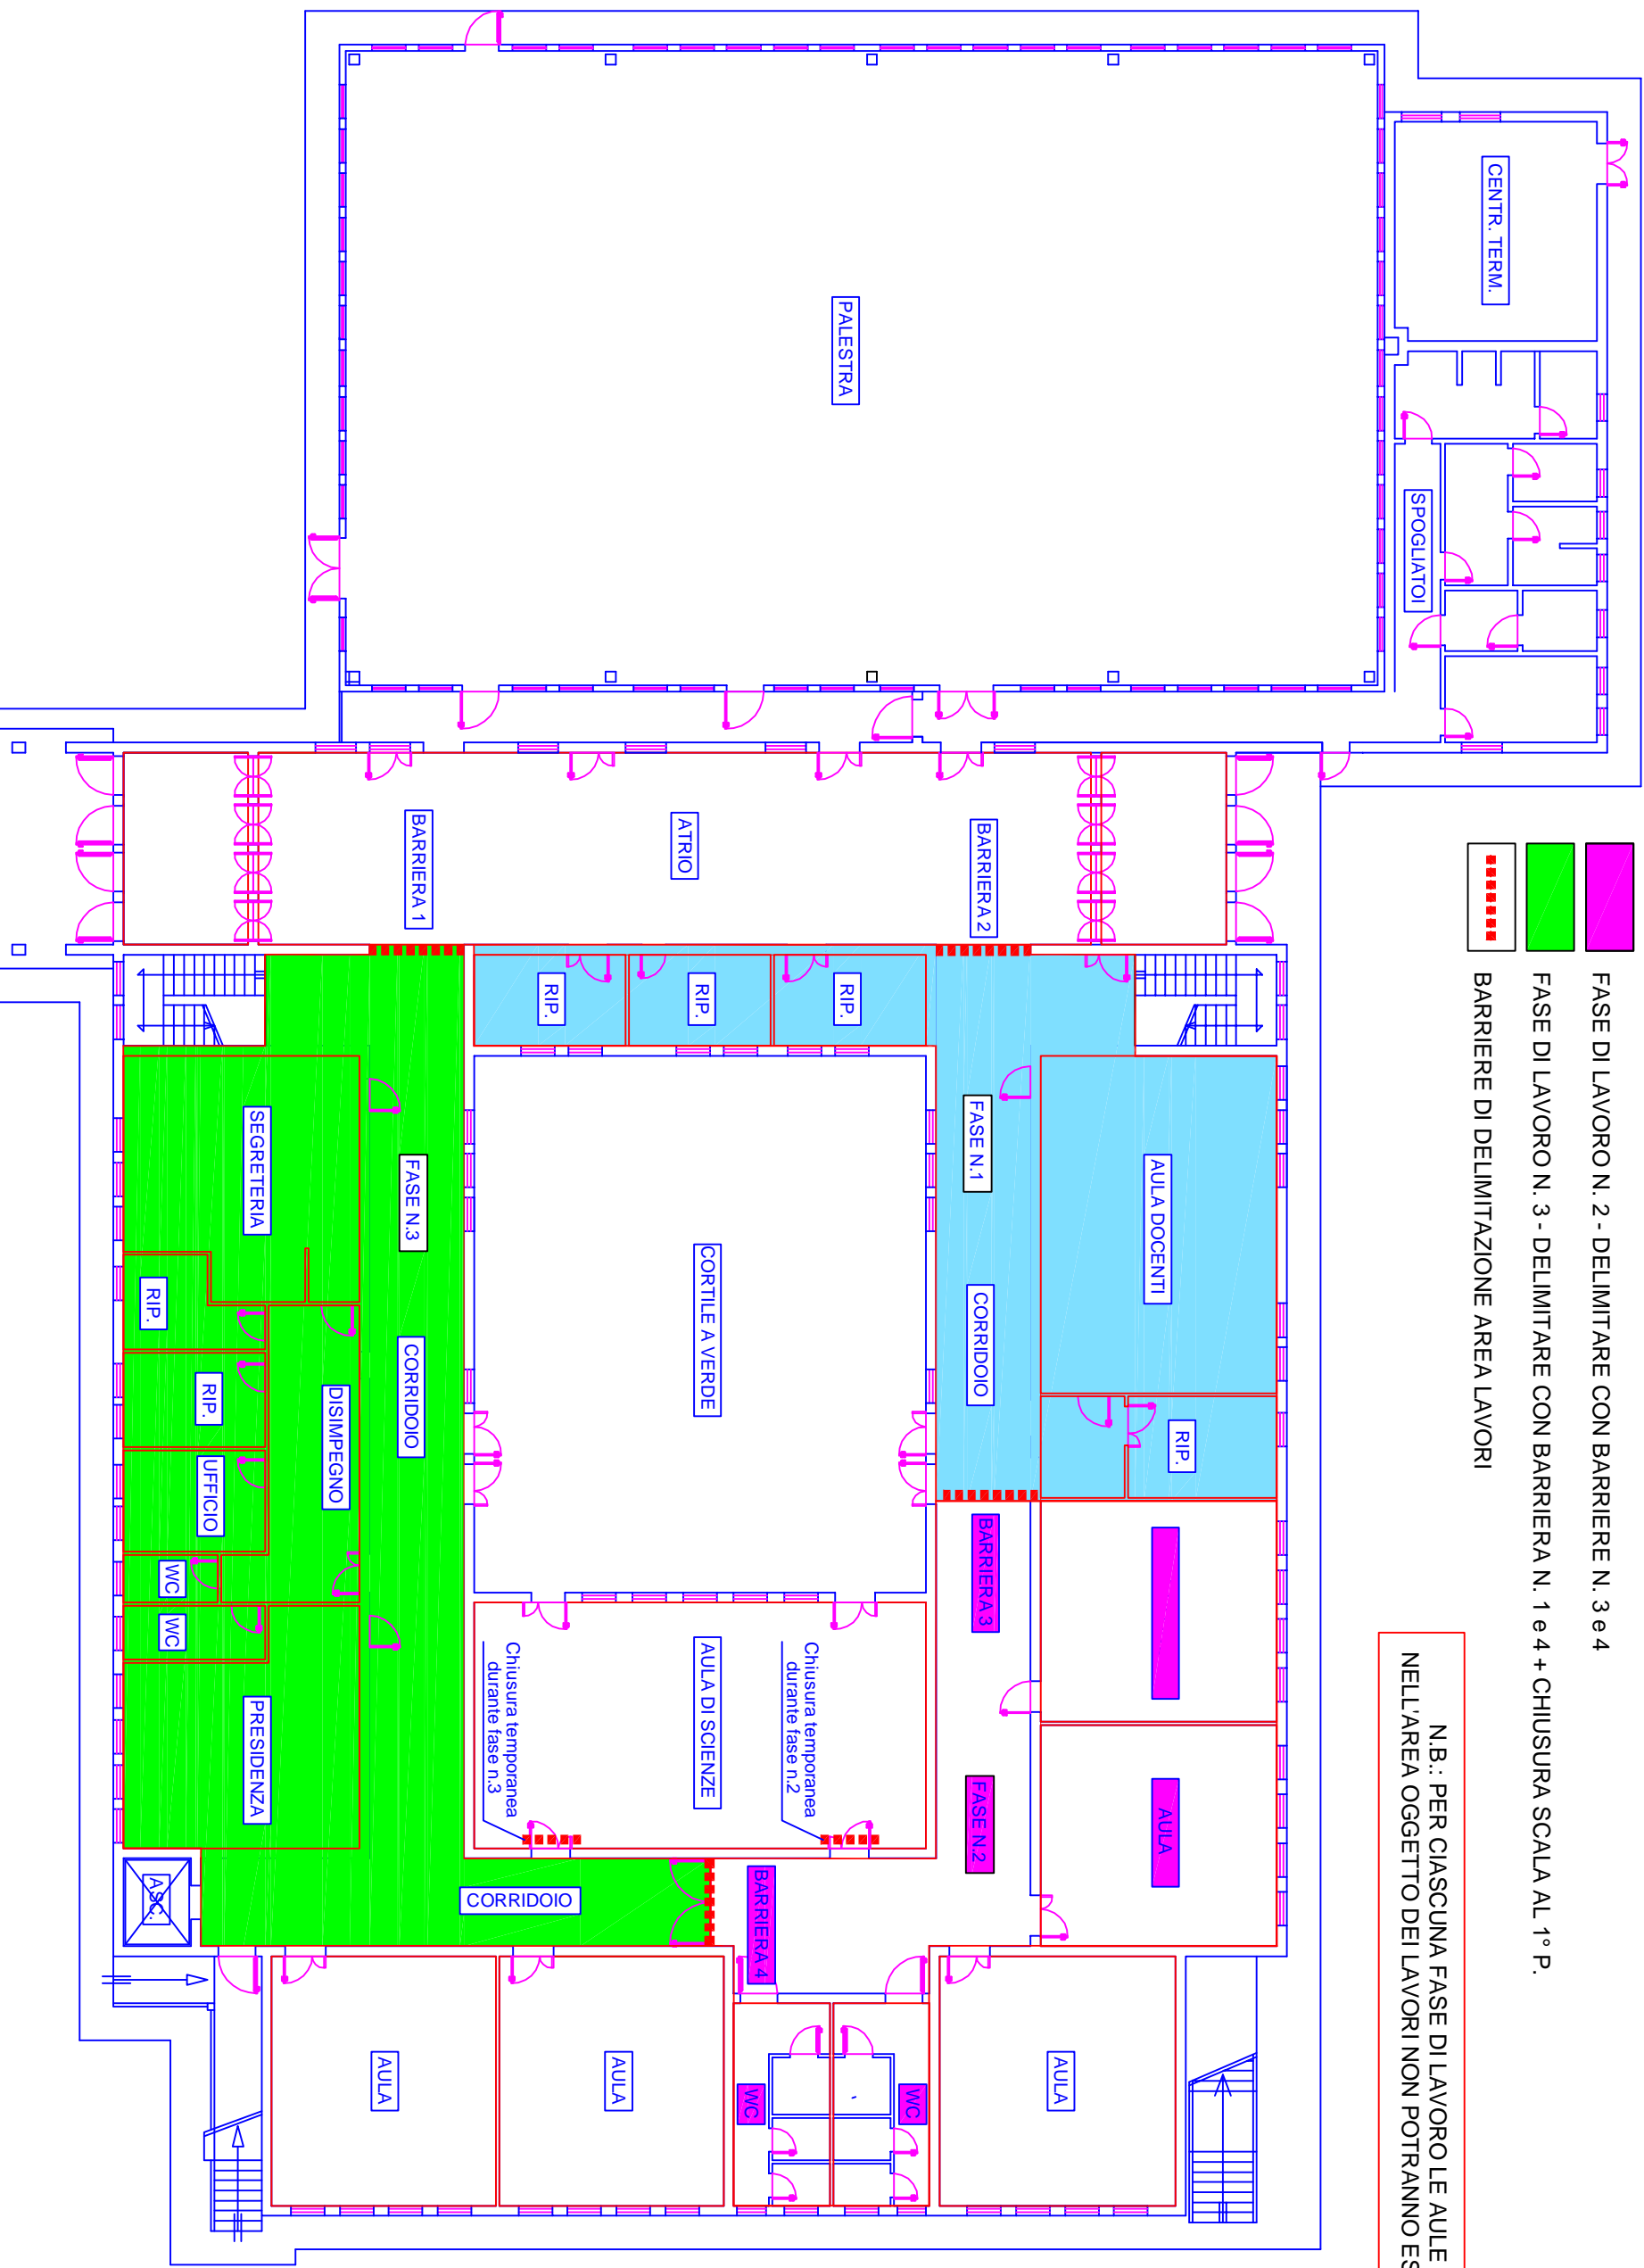 FASE DI LAVORO N. 2 - DELIMITARE CON BARRIERE N. 3 e 4
FASE DI LAVORO N. 3 - DELIMITARE CON BARRIERA N. 1 e 4 + CHIUSURA SCALA AL 1° P.
BARRIERE DI DELIMITAZIONE AREA LAVORI
N.B.: PER CIASCUNA FASE DI LAVORO LE AULE
NELL'AREA OGGETTO DEI LAVORI NON POTRANNO ES
CENTR. TERM.
SPOGLIATOI
PALESTRA
BARRIERA 2
ATRIO
BARRIERA 1
RIP.
RIP.
RIP.
AULA DOCENTI
RIP.
FASE N.1
CORRIDOIO
BARRIERA 3
AULA
FASE N.2
CORTILE A VERDE
Chiusura temporanea
durante fase n.2
AULA DI SCIENZE
Chiusura temporanea
durante fase n.3
BARRIERA 4
CORRIDOIO
AULA
WC
WC
AULA
AULA
FASE N.3
CORRIDOIO
DISIMPEGNO
SEGRETERIA
RIP.
RIP.
UFFICIO
WC
WC
PRESIDENZA
ASC.